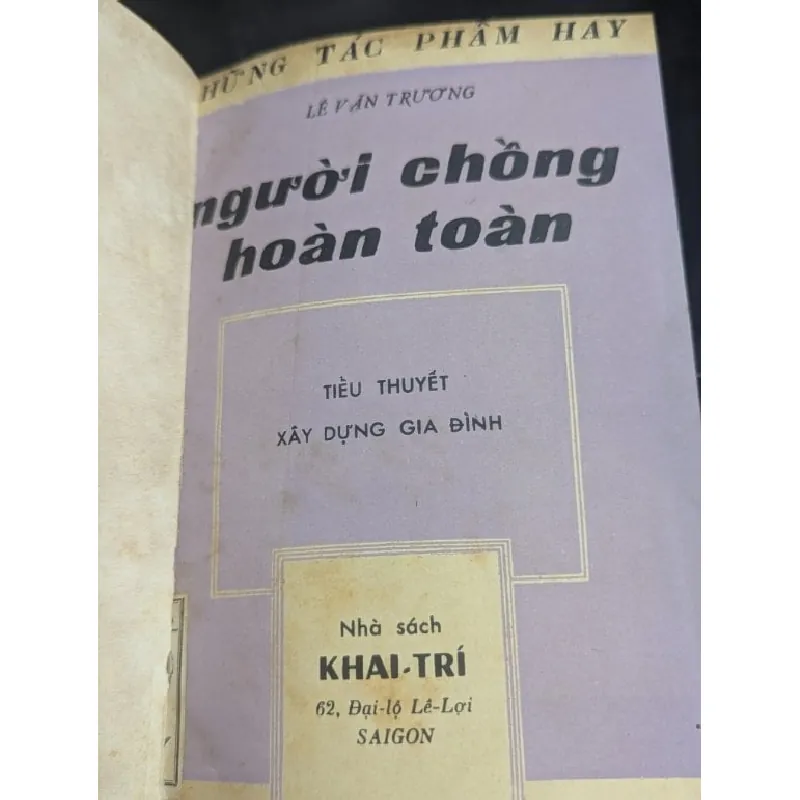 HỮNG TÁC PHẨM HAY
LÊ VĂN TRƯƠNG
người chồng
hoàn toàn
TIỂU THUYẾT
XÂY DỰNG GIA ĐÌNH
Nhà sách
KHAI-TRÍ
62, Đại-lộ Lê-Lợi
SAIGON